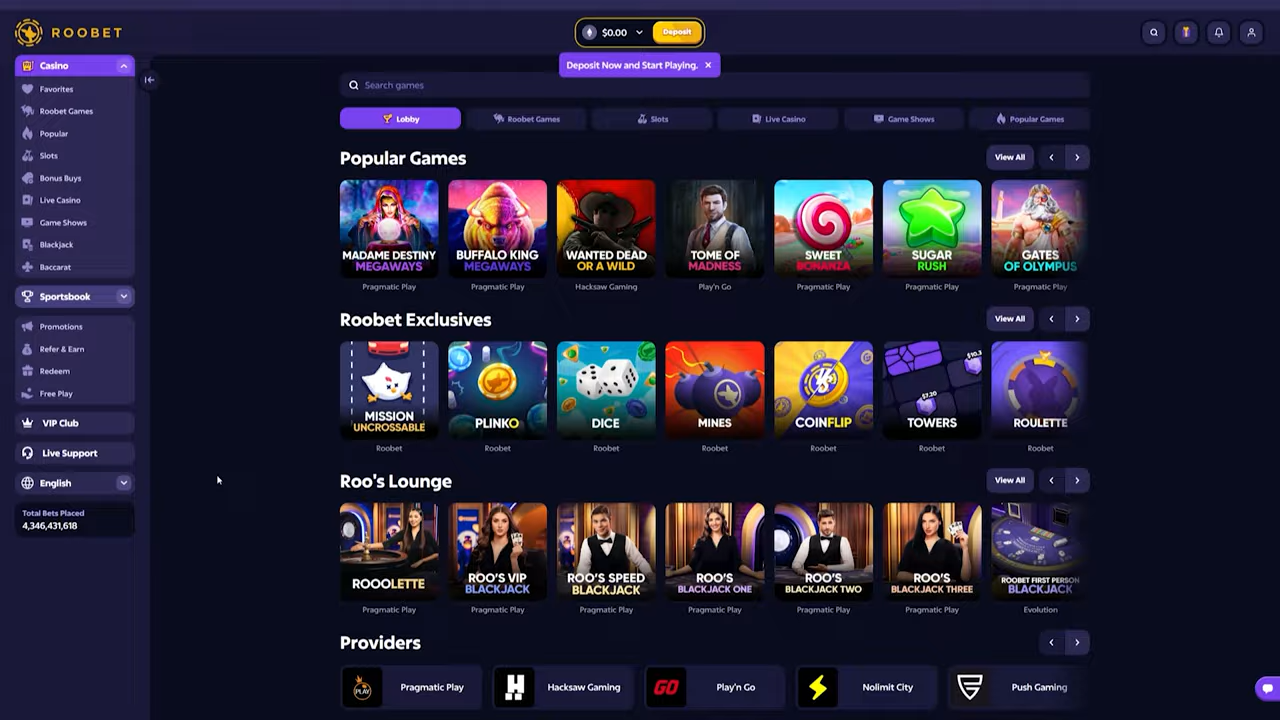 ROOBET
$0.00
Deposit
Deposit Now and Start Playing.
Casino
Favorites
Roobet Games
Popular
Slots
Bonus Buys
Live Casino
Game Shows
Blackjack
Baccarat
Sportsbook
Promotions
Refer & Earn
Redeem
Free Play
VIP Club
Live Support
English
Total Bets Placed
4,346,431,618
Search games
Lobby
Roobet Games
Slots
Live Casino
Game Shows
Popular Games
Popular Games
View All
MADAME DESTINY
MEGAWAYS
Pragmatic Play
BUFFALO KING
MEGAWAYS
Pragmatic Play
WANTED DEAD
OR A WILD
Hacksaw Gaming
TOME OF
MADNESS
Play'n Go
SWEET
BONANZA
Pragmatic Play
SUGAR
RUSH
Pragmatic Play
GATES
OF OLYMPUS
Pragmatic Play
Roobet Exclusives
View All
MISSION
UNCROSSABLE
Roobet
PLINKO
Roobet
DICE
Roobet
MINES
Roobet
COINFLIP
Roobet
$10.3
$7.20
TOWERS
Roobet
ROULETTE
Roobet
Roo's Lounge
View All
ROOOLETTE
Pragmatic Play
ROO'S VIP
BLACKJACK
Pragmatic Play
ROO'S SPEED
BLACKJACK
Pragmatic Play
ROO'S
BLACKJACK ONE
Pragmatic Play
ROO'S
BLACKJACK TWO
Pragmatic Play
ROO'S
BLACKJACK THREE
Pragmatic Play
ROOBET FIRST PERSON
BLACKJACK
Evolution
Providers
PLAY
Pragmatic Play
Hacksaw Gaming
GO
Play'n Go
Nolimit City
Push Gaming